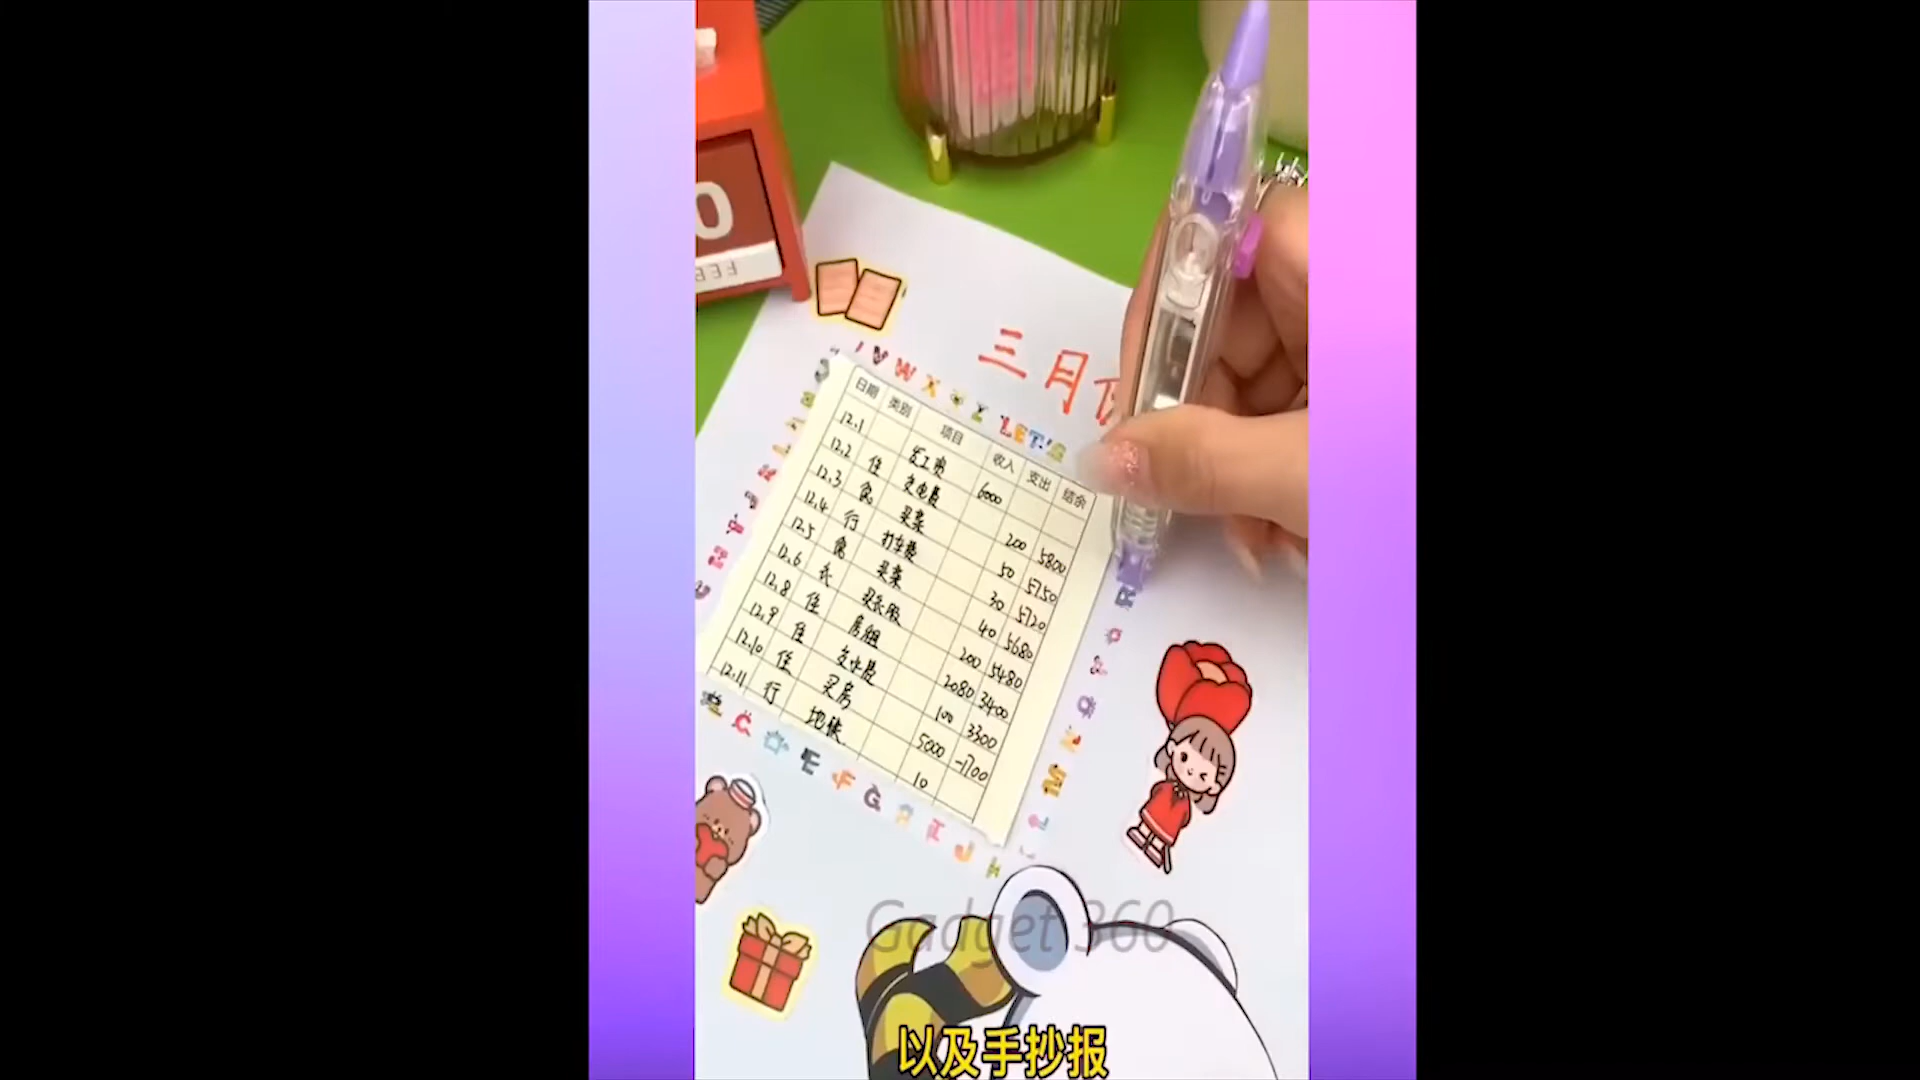 0
FEB
三月
V W X Y Z LET'S
日期 类别 项目 收入 支出 结余
12.1 发工资 6000
12.2 住 交电费 200 5800
12.3 食 买菜 50 5750
12.4 行 打车费 30 5720
12.5 食 买菜 40 5680
12.6 衣 买衣服 200 5480
12.8 住 房租 2080 3400
12.9 住 交水费 100 3300
12.10 住 买房 5000 -1700
12.11 行 地铁 10
C D E F G H I J K
R
Q
M
Gadget 360
以及手抄报